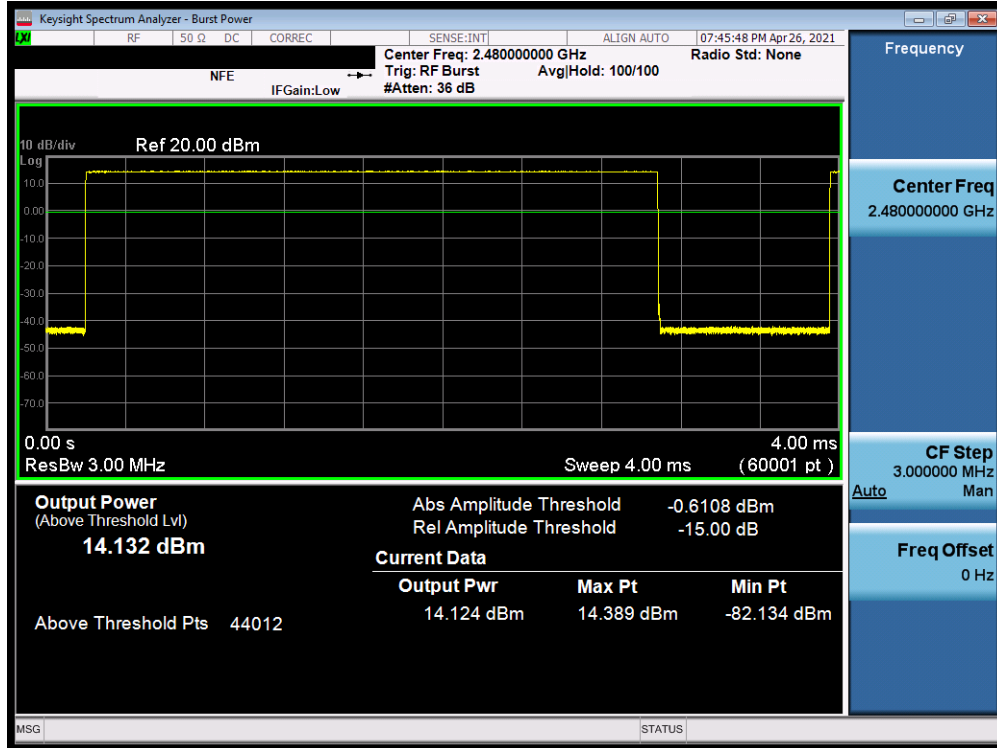 Keysight Spectrum Analyzer - Burst Power
LXI RF 50 Ω DC CORREC SENSE:INT ALIGN AUTO 07:45:48 PM Apr 26, 2021
Center Freq: 2.480000000 GHz Radio Std: None
NFE Trig: RF Burst Avg|Hold: 100/100
IFGain:Low #Atten: 36 dB
10 dB/div Ref 20.00 dBm
Log
10.0
0.00
-10.0
-20.0
-30.0
-40.0
-50.0
-60.0
-70.0
0.00 s 4.00 ms
ResBw 3.00 MHz Sweep 4.00 ms (60001 pt)
Output Power
(Above Threshold Lvl)
14.132 dBm
Above Threshold Pts 44012
Abs Amplitude Threshold -0.6108 dBm
Rel Amplitude Threshold -15.00 dB
Current Data
Output Pwr Max Pt Min Pt
14.124 dBm 14.389 dBm -82.134 dBm
Frequency
Center Freq
2.480000000 GHz
CF Step
3.000000 MHz
Auto Man
Freq Offset
0 Hz
MSG STATUS